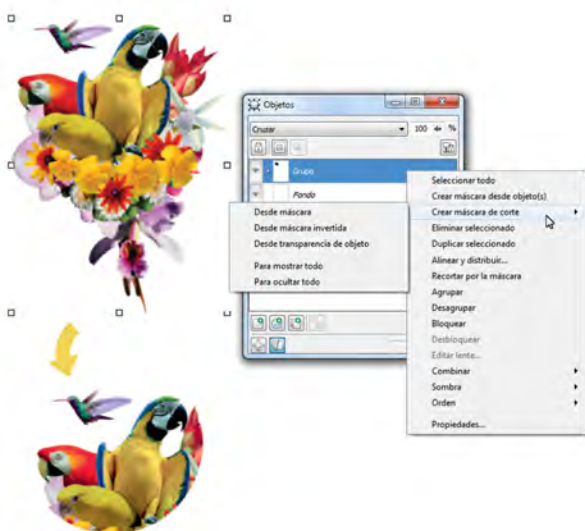 Objetos
Cruzar
100 %
Grupo
Fondo
Seleccionar todo
Crear máscara desde objeto(s)
Crear máscara de corte
Eliminar seleccionado
Duplicar seleccionado
Alinear y distribuir...
Recortar por la máscara
Agrupar
Desagrupar
Bloquear
Desbloquear
Editar lente...
Combinar
Sombra
Orden
Propiedades...
Desde máscara
Desde máscara invertida
Desde transparencia de objeto
Para mostrar todo
Para ocultar todo